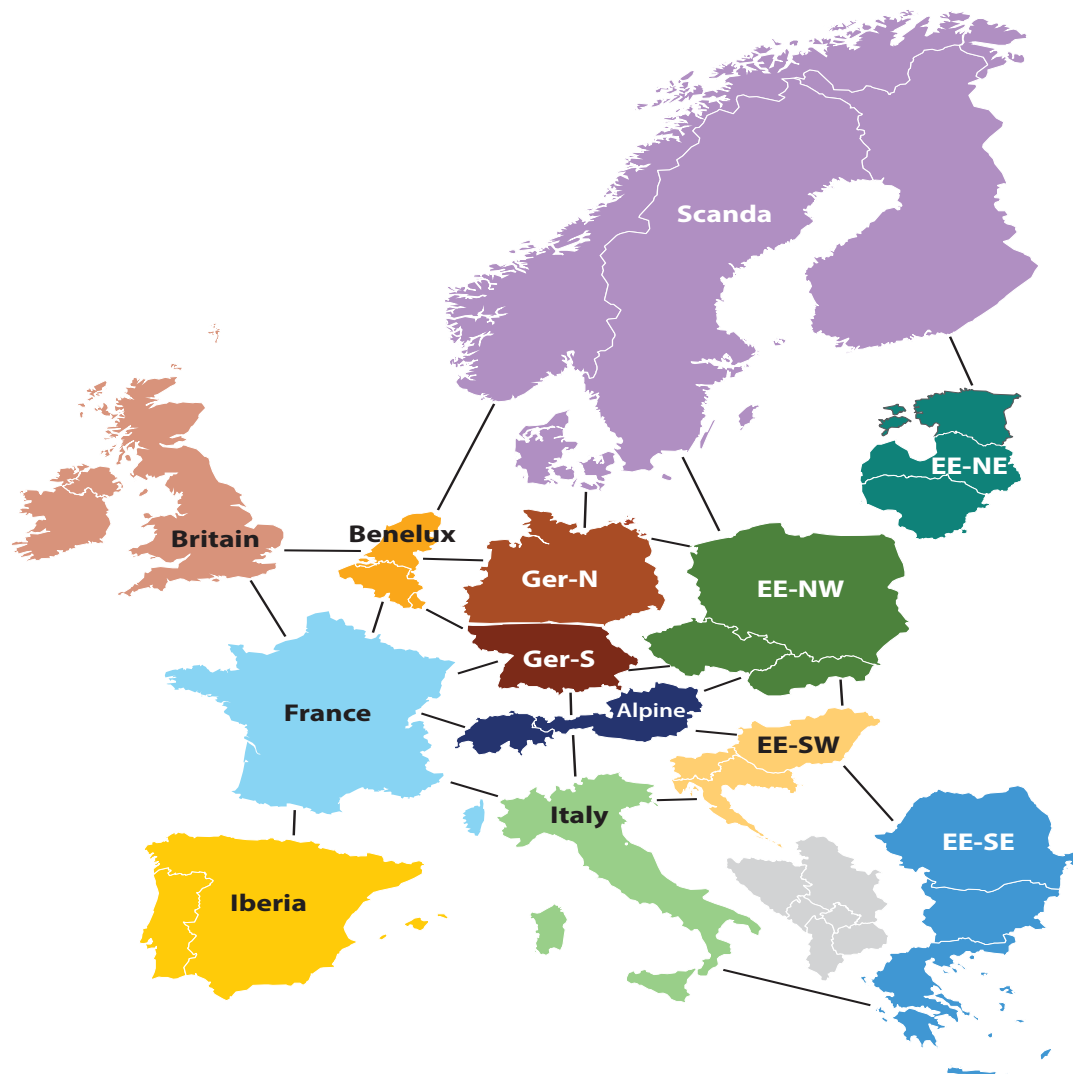 Scanda
EE-NE
Britain
Benelux
Ger-N
EE-NW
Ger-S
France
Alpine
EE-SW
Italy
EE-SE
Iberia